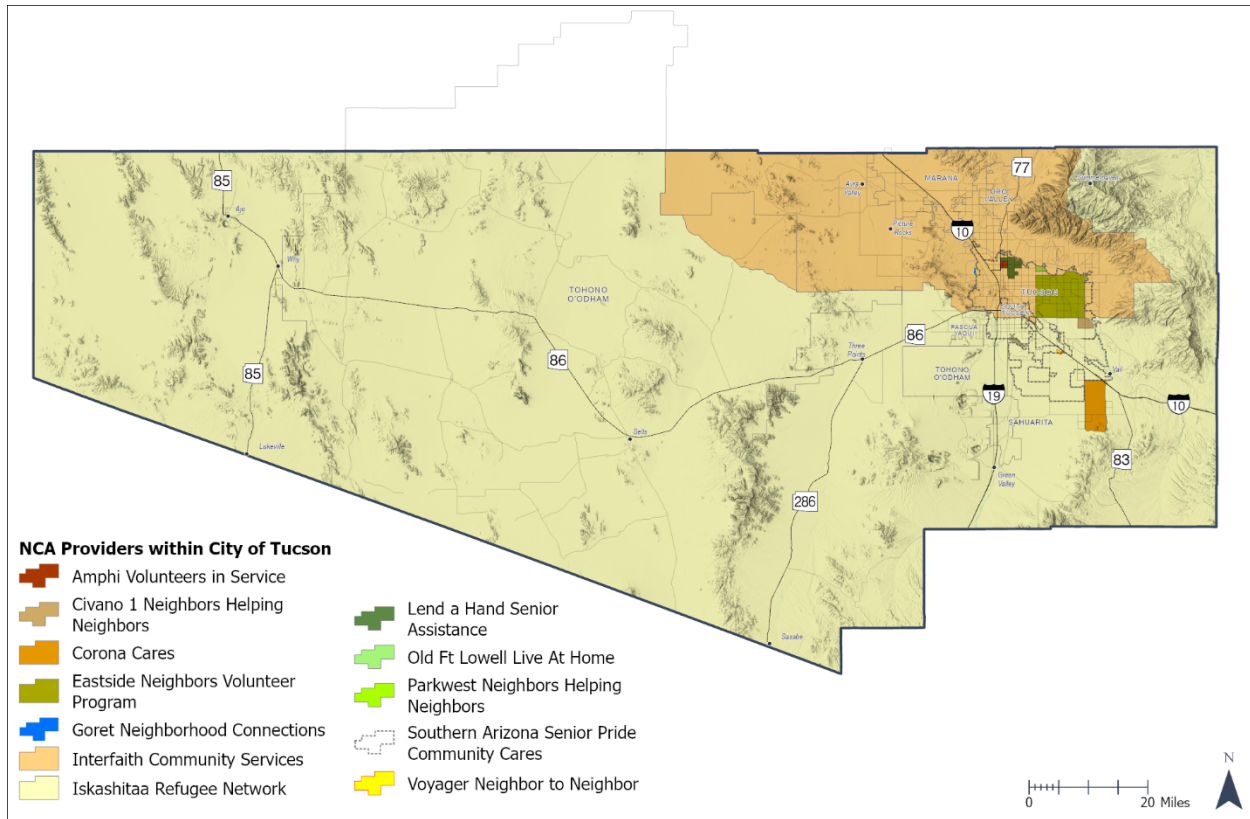 85
77
Ajo
Avra
Valley
MARANA
ORO
VALLEY
Summerhaven
Picture
Rocks
10
Why
TOHONO
O'ODHAM
TUCSON
SOUTH
TUCSON
PASCUA
YAQUI
86
86
Three
Points
Vail
85
TOHONO
O'ODHAM
19
10
SAHUARITA
Sells
Lukeville
Green
Valley
83
286
Sasabe
NCA Providers within City of Tucson
Amphi Volunteers in Service
Civano 1 Neighbors Helping
Neighbors
Corona Cares
Eastside Neighbors Volunteer
Program
Goret Neighborhood Connections
Interfaith Community Services
Iskashitaa Refugee Network
Lend a Hand Senior
Assistance
Old Ft Lowell Live At Home
Parkwest Neighbors Helping
Neighbors
Southern Arizona Senior Pride
Community Cares
Voyager Neighbor to Neighbor
N
0 20 Miles